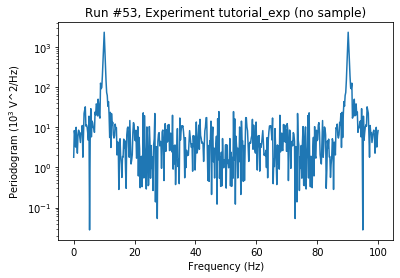 Run #53, Experiment tutorial_exp (no sample)
Periodogram (10³ V^2/Hz)
10³
10²
10¹
10⁰
10⁻¹
0 20 40 60 80 100
Frequency (Hz)